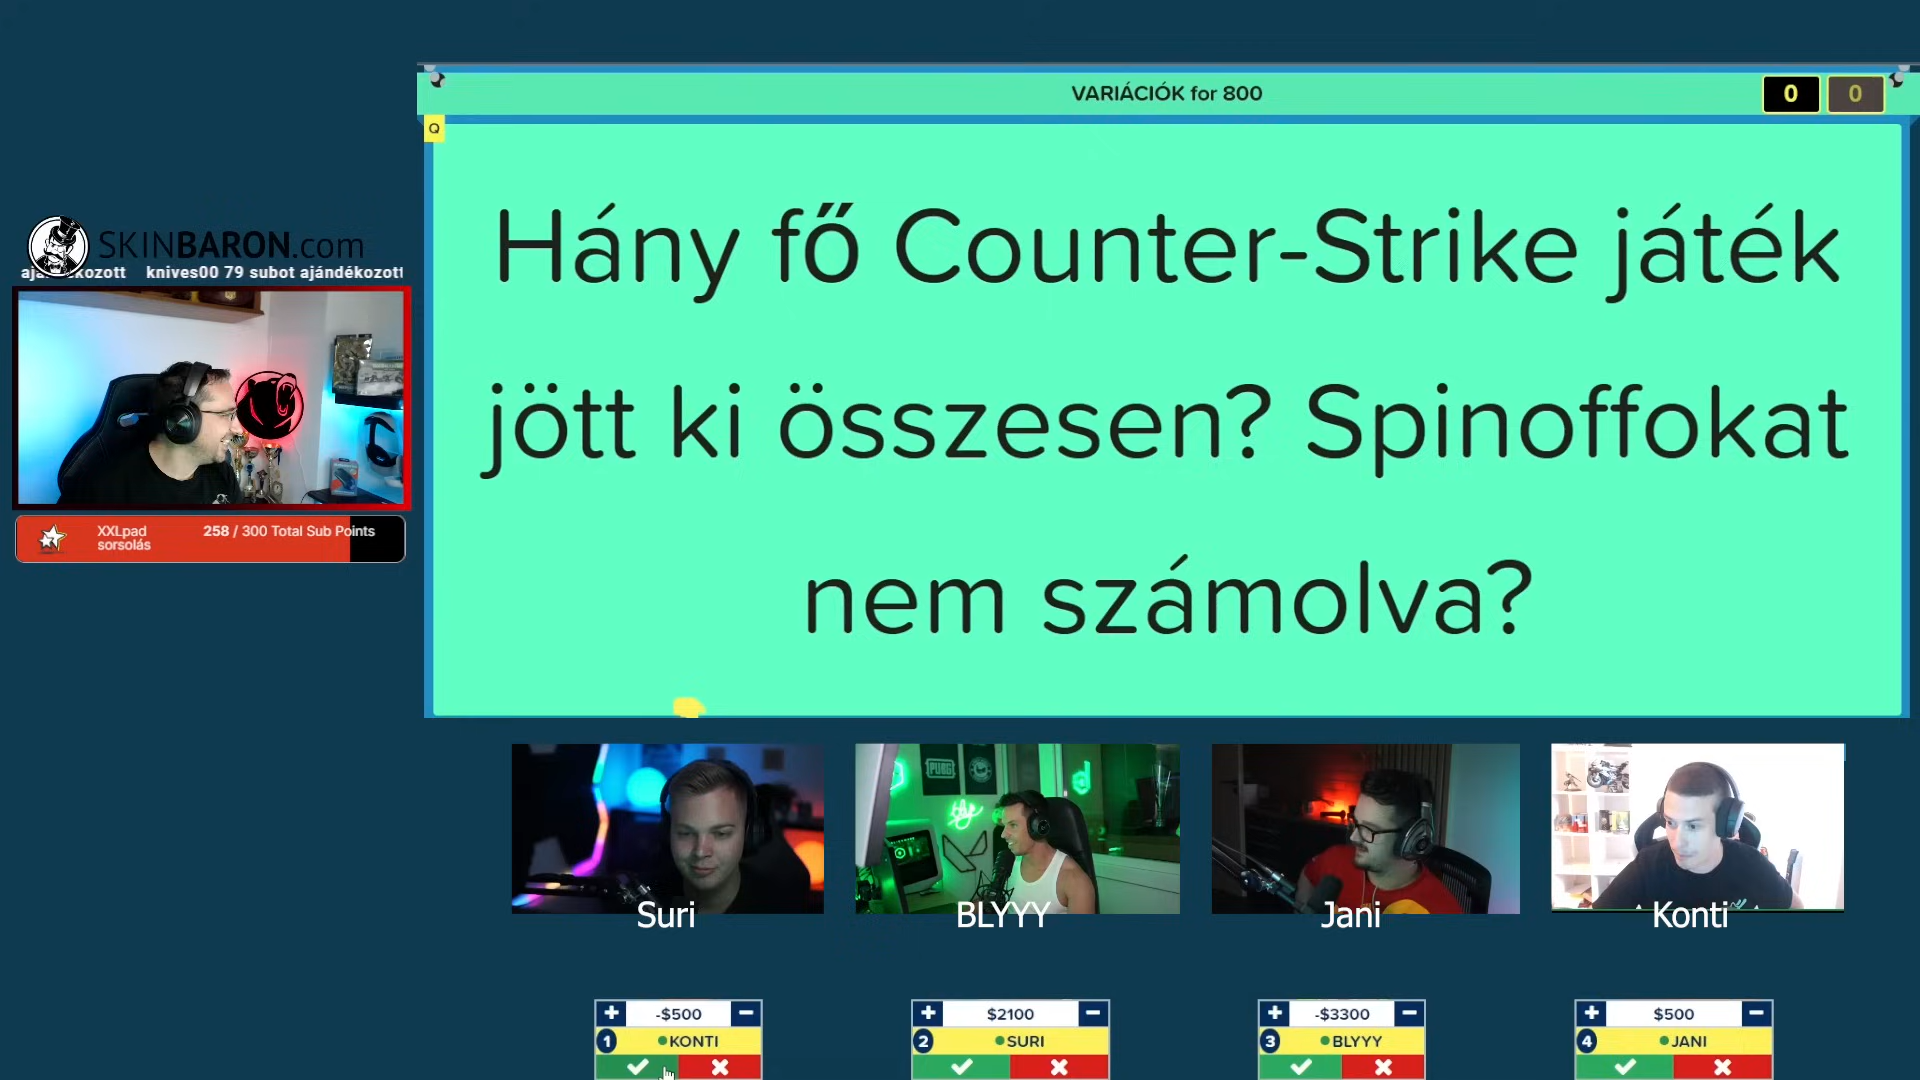 VARIÁCIÓK for 800
0 0
Q
Hány fő Counter-Strike játék
jött ki összesen? Spinoffokat
nem számolva?
SKINBARON.com
knives00 79 subot ajándékozott
XXLpad
sorsolás
258 / 300 Total Sub Points
PUBG
Suri
BLYYY
Jani
Konti
-$500
1 KONTI
$2100
2 SURI
-$3300
3 BLYYY
$500
4 JANI